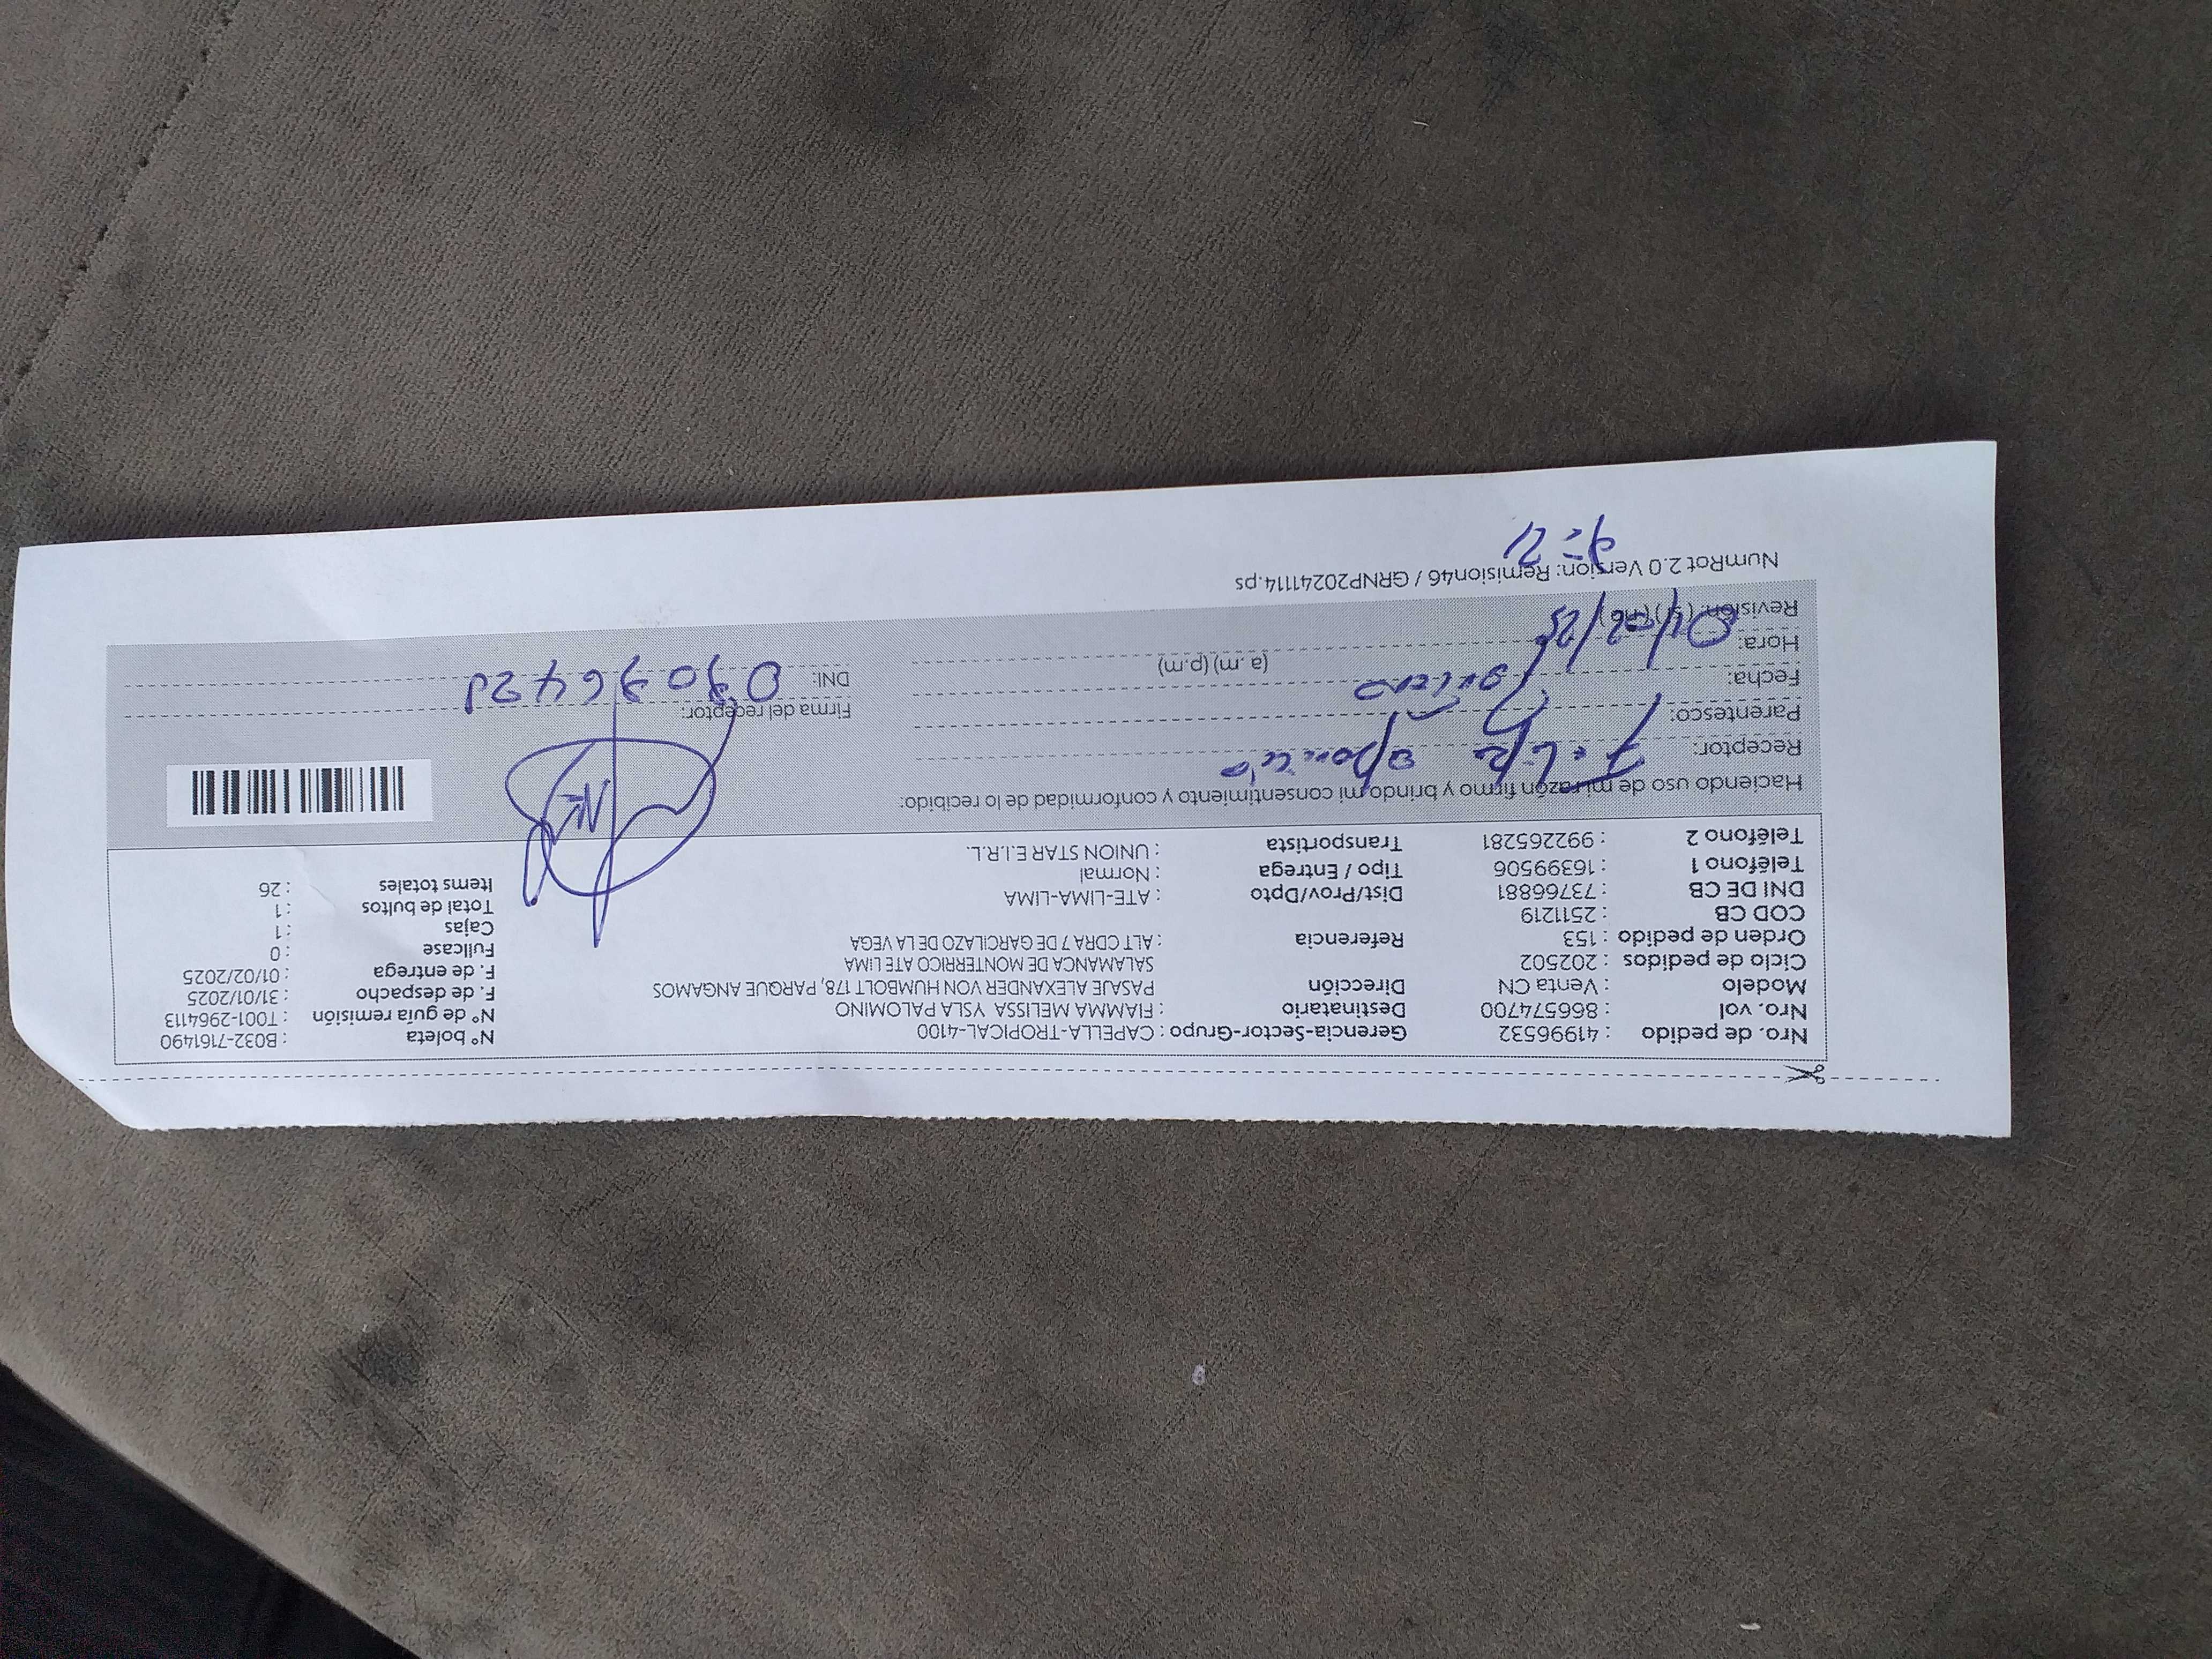 Nro. de pedido : 41996532 Gerencia-Sector-Grupo : CAPELLA-TROPICAL-4100 N° boleta : B032-7161490
Nro. vol : 866574700 Destinatario : FIAMMA MELISSA YSLA PALOMINO N° de guía remisión : T001-2964113
Modelo : Venta CN Dirección PASAJE ALEXANDER VON HUMBOLT 178, PARQUE ANGAMOS F. de despacho : 31/01/2025
Ciclo de pedidos : 202502 SALAMANCA DE MONTERRICO ATE LIMA F. de entrega : 01/02/2025
Orden de pedido : 153 Referencia : ALT CDRA 7 DE GARCILAZO DE LA VEGA Fullcase : 0
COD CB : 2511219 Cajas : 1
DNI DE CB : 73766881 Dist/Prov/Dpto : ATE-LIMA-LIMA Total de bultos : 1
Teléfono 1 : 16399506 Tipo / Entrega : Normal Items totales : 26
Teléfono 2 : 992265281 Transportista : UNION STAR E.I.R.L.
Haciendo uso de mi razón firmo y brindo mi consentimiento y conformidad de lo recibido:
Receptor:
Parentesco: Firma del receptor:
Fecha: DNI:
Hora: 01/02/25 (a. m) (p.m)
Revisión: (si) (no)
NumRot 2.0 Version: Remision46 / GRNP20241114.ps